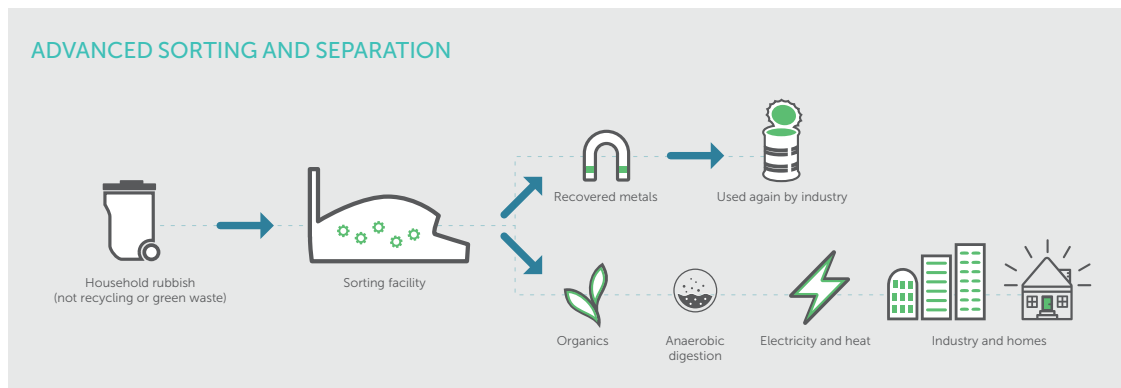 ADVANCED SORTING AND SEPARATION
Recovered metals
Used again by industry
Household rubbish
(not recycling or green waste)
Sorting facility
Organics
Anaerobic
digestion
Electricity and heat
Industry and homes